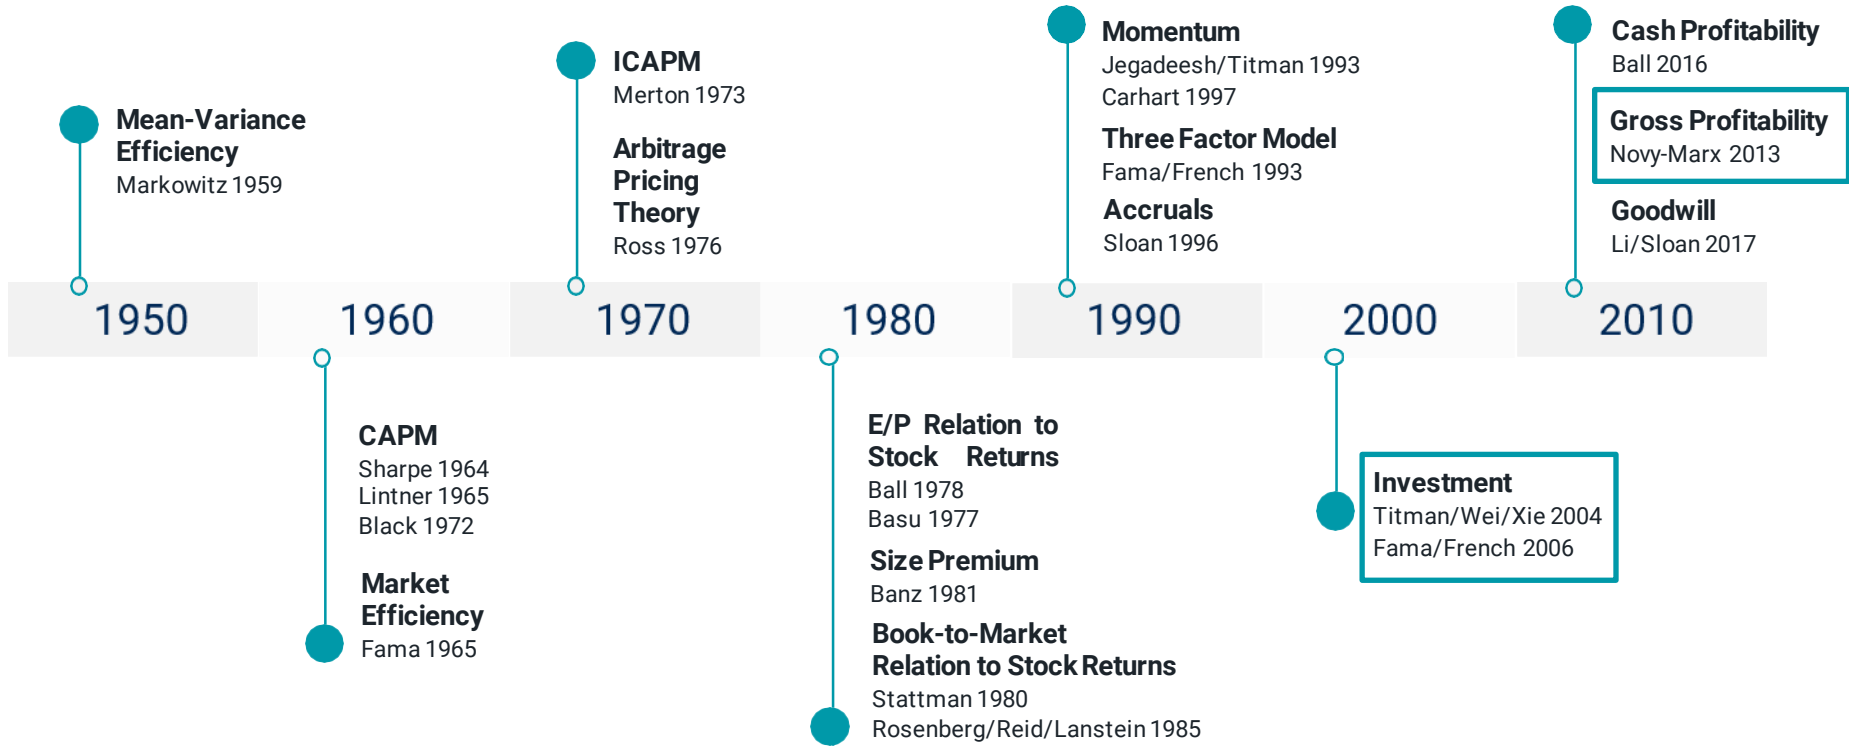 Mean-Variance
Efficiency
Markowitz 1959
ICAPM
Merton 1973
Arbitrage
Pricing
Theory
Ross 1976
Momentum
Jegadeesh/Titman 1993
Carhart 1997
Three Factor Model
Fama/French 1993
Accruals
Sloan 1996
Cash Profitability
Ball 2016
Gross Profitability
Novy-Marx 2013
Goodwill
Li/Sloan 2017
1950 1960 1970 1980 1990 2000 2010
CAPM
Sharpe 1964
Lintner 1965
Black 1972
Market
Efficiency
Fama 1965
E/P Relation to
Stock Returns
Ball 1978
Basu 1977
Size Premium
Banz 1981
Book-to-Market
Relation to Stock Returns
Stattman 1980
Rosenberg/Reid/Lanstein 1985
Investment
Titman/Wei/Xie 2004
Fama/French 2006